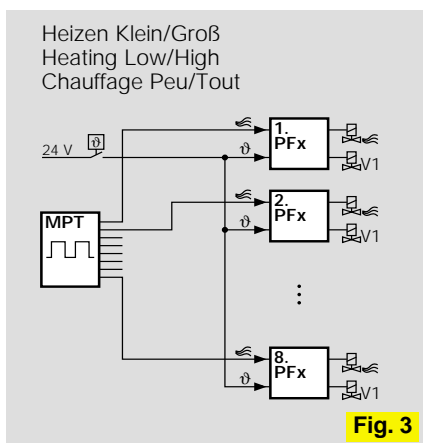 Heizen Klein/Groß
Heating Low/High
Chauffage Peu/Tout
24 V
ϑ
MPT
1.
PFx
ϑ
V1
2.
PFx
ϑ
V1
⋮
8.
PFx
ϑ
V1
Fig. 3